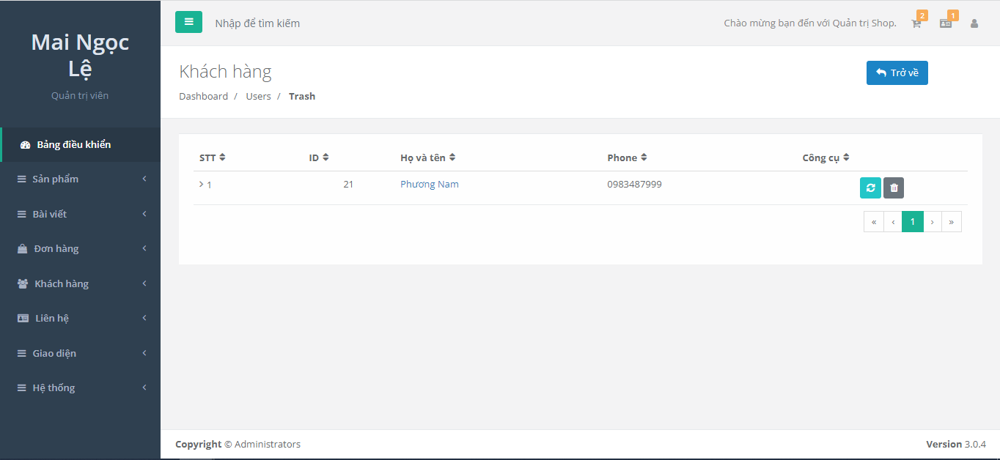 Mai Ngọc
Lệ
Quản trị viên
Bảng điều khiển
Sản phẩm
Bài viết
Đơn hàng
Khách hàng
Liên hệ
Giao diện
Hệ thống
Nhập để tìm kiếm
Chào mừng bạn đến với Quản trị Shop.
2
1
Khách hàng
Trở về
Dashboard / Users / Trash
STT ID Họ và tên Phone Công cụ
1 21 Phương Nam 0983487999
« ‹ 1 › »
Copyright © Administrators
Version 3.0.4